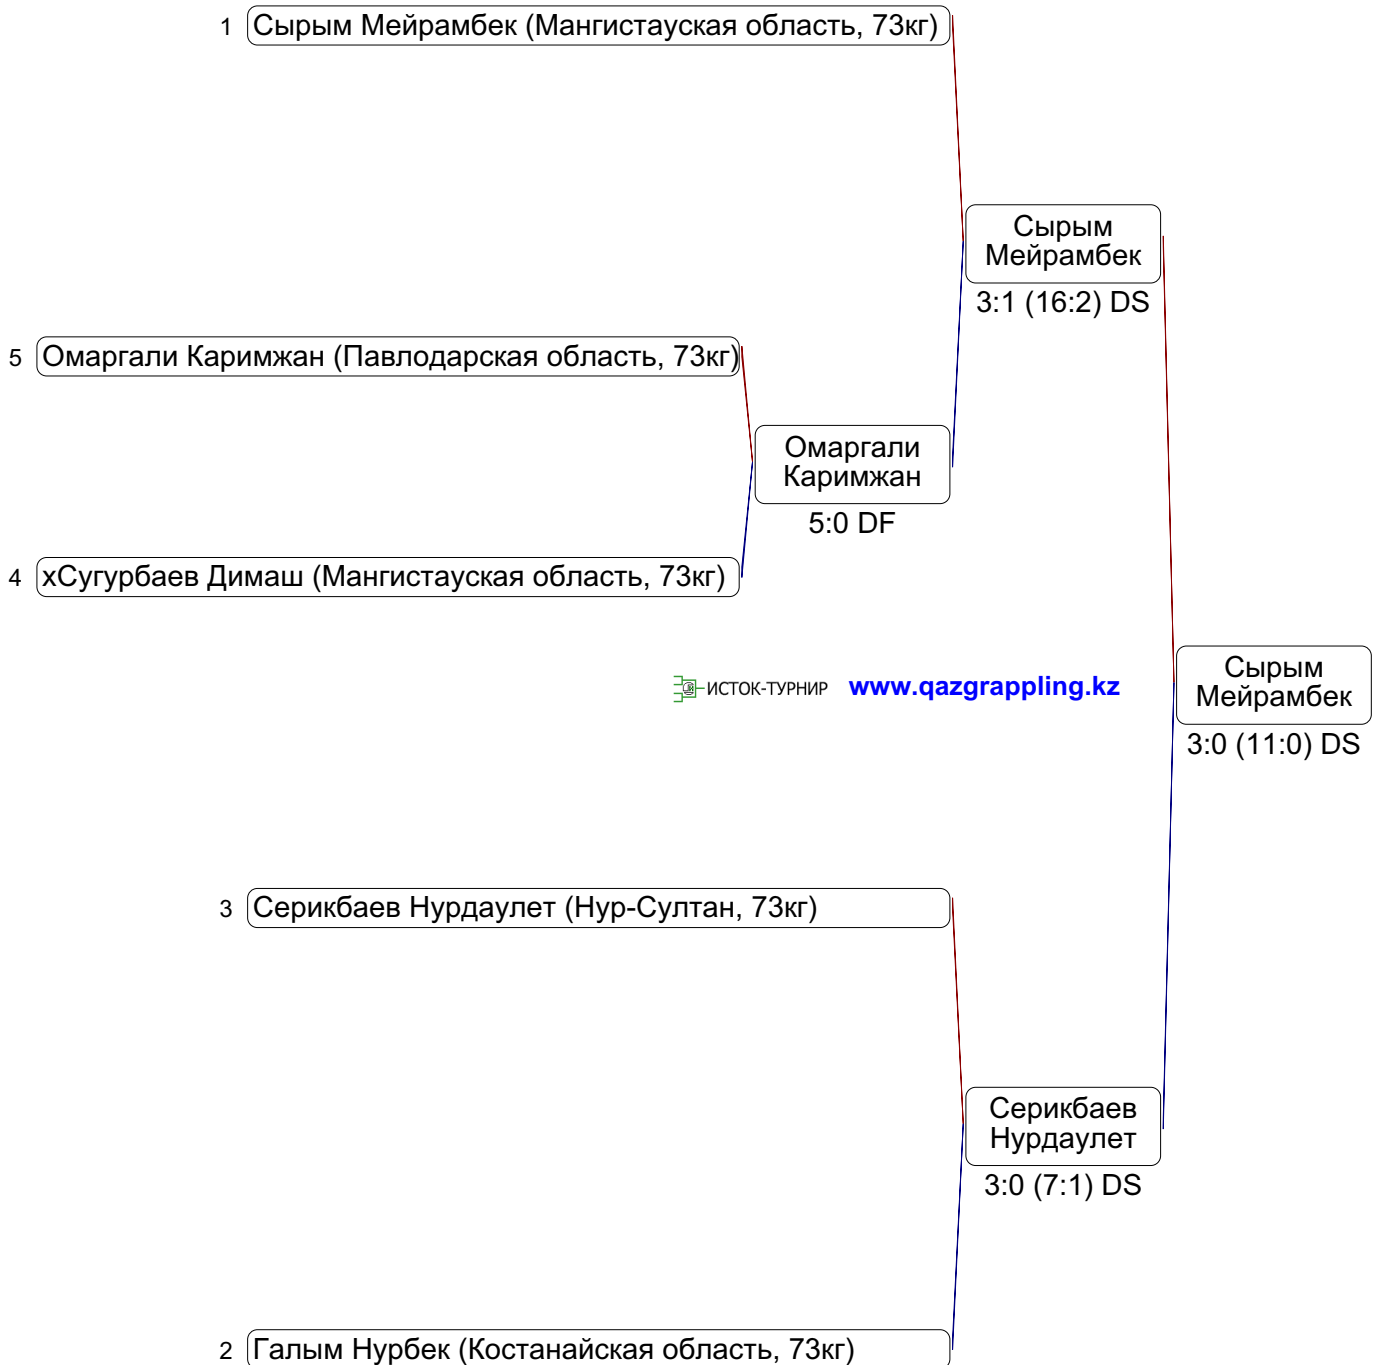 1 Сырым Мейрамбек (Мангистауская область, 73кг)
Сырым
Мейрамбек
3:1 (16:2) DS
5 Омаргали Каримжан (Павлодарская область, 73кг)
Омаргали
Каримжан
5:0 DF
4 хСугурбаев Димаш (Мангистауская область, 73кг)
ИСТОК-ТУРНИР www.qazgrappling.kz
Сырым
Мейрамбек
3:0 (11:0) DS
3 Серикбаев Нурдаулет (Нур-Султан, 73кг)
Серикбаев
Нурдаулет
3:0 (7:1) DS
2 Галым Нурбек (Костанайская область, 73кг)